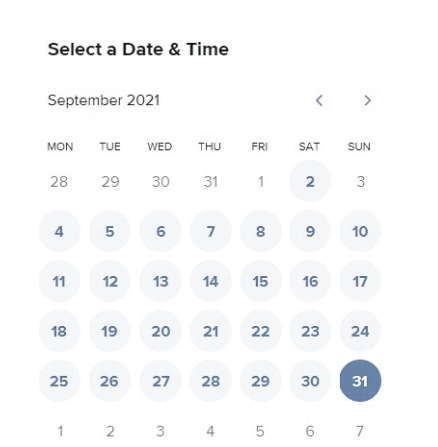 Select a Date & Time
September 2021
MON TUE WED THU FRI SAT SUN
28 29 30 31 1 2 3
4 5 6 7 8 9 10
11 12 13 14 15 16 17
18 19 20 21 22 23 24
25 26 27 28 29 30 31
1 2 3 4 5 6 7